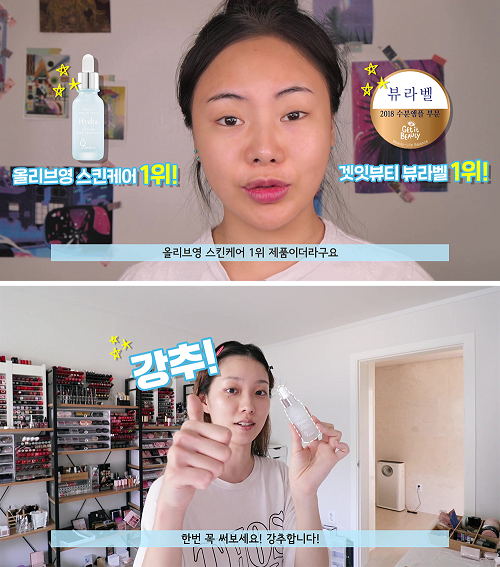 뷰라벨
2018 수분앰플 부문
Get it
BEAUTY
올리브영 스킨케어 1위!
겟잇뷰티 뷰라벨 1위!
올리브영 스킨케어 1위 제품이더라구요
강추!
한번 꼭 써보세요! 강추합니다!